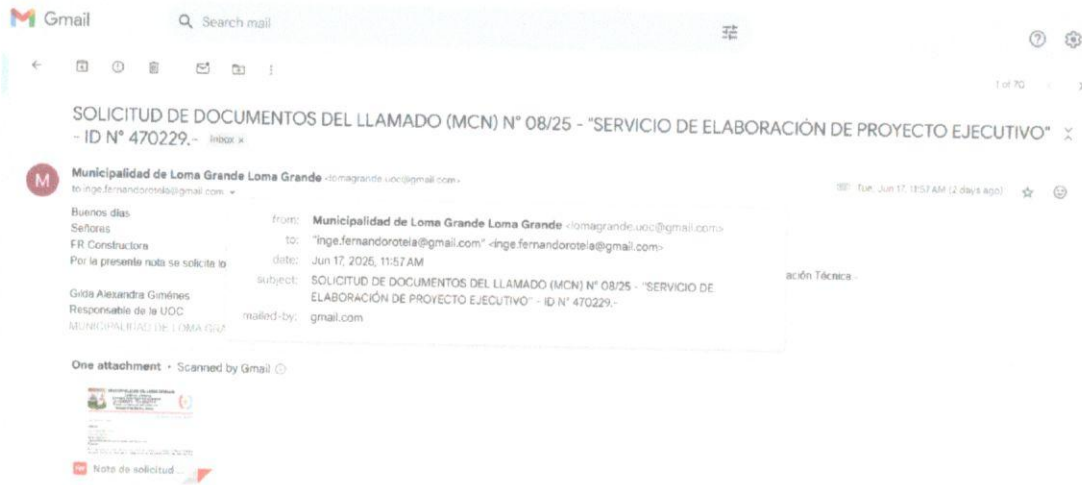 Gmail
Search mail
1 of 70
SOLICITUD DE DOCUMENTOS DEL LLAMADO (MCN) N° 08/25 - "SERVICIO DE ELABORACIÓN DE PROYECTO EJECUTIVO"
- ID N° 470229.- Inbox x
M
Municipalidad de Loma Grande Loma Grande <lomagrande.uoc@gmail.com>
to inge.fernandorotela@gmail.com
Tue, Jun 17, 11:57 AM (2 days ago)
Buenos días
Señores
FR Constructora
Por la presente nota se solicita lo
ación Técnica.-
from: Municipalidad de Loma Grande Loma Grande <lomagrande.uoc@gmail.com>
to: "inge.fernandorotela@gmail.com" <inge.fernandorotela@gmail.com>
date: Jun 17, 2025, 11:57 AM
subject: SOLICITUD DE DOCUMENTOS DEL LLAMADO (MCN) N° 08/25 - "SERVICIO DE
ELABORACIÓN DE PROYECTO EJECUTIVO" - ID N° 470229.-
mailed-by: gmail.com
Gilda Alexandra Giménes
Responsable de la UOC
MUNICIPALIDAD DE LOMA GRA
One attachment • Scanned by Gmail
PDF Nota de solicitud ...